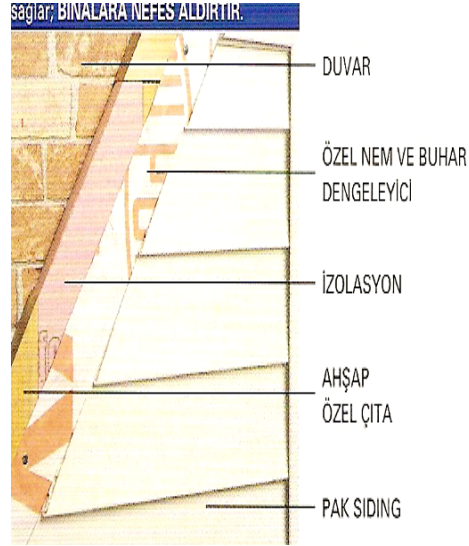 sağlar; BİNALARA NEFES ALDIRTIR.
DUVAR
ÖZEL NEM VE BUHAR
DENGELEYİCİ
İZOLASYON
AHŞAP
ÖZEL ÇITA
PAK SIDING